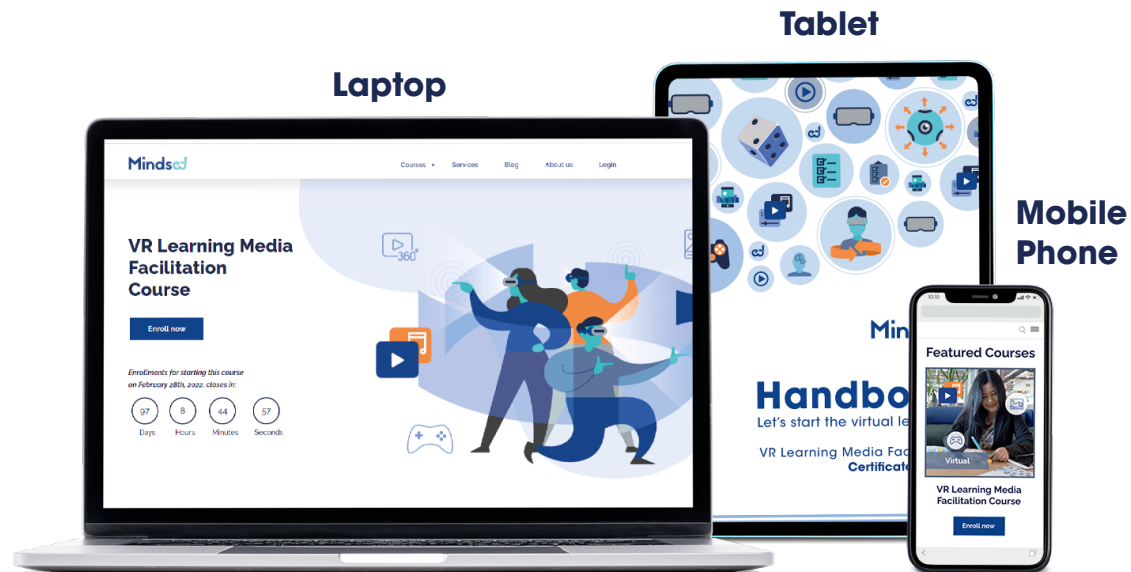 Tablet
Laptop
Mobile
Phone
Minds
Courses
Services
Blog
About us
Login
VR Learning Media
Facilitation
Course
Enroll now
Enrollments for starting this course
on February 28th, 2022, closes in:
97 8 44 57
Days Hours Minutes Seconds
360°
Min
Handbo
Let's start the virtual le
VR Learning Media Fac
Certificate
10:10
Featured Courses
Virtual
VR Learning Media
Facilitation Course
Enroll now